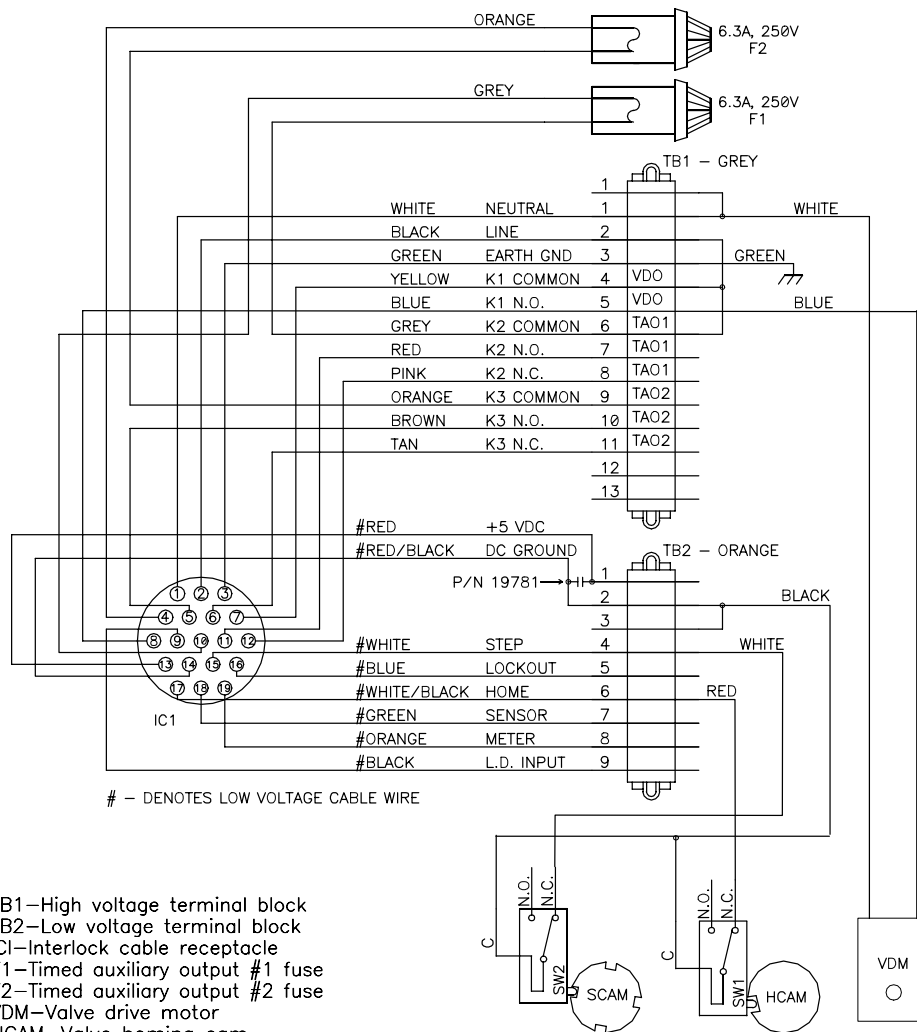 ORANGE
6.3A, 250V
F2
GREY
6.3A, 250V
F1
TB1 – GREY
1
WHITE NEUTRAL 1 WHITE
BLACK LINE 2
GREEN EARTH GND 3 GREEN
YELLOW K1 COMMON 4 VDO
BLUE K1 N.O. 5 VDO BLUE
GREY K2 COMMON 6 TAO1
RED K2 N.O. 7 TAO1
PINK K2 N.C. 8 TAO1
ORANGE K3 COMMON 9 TAO2
BROWN K3 N.O. 10 TAO2
TAN K3 N.C. 11 TAO2
12
13
#RED +5 VDC
#RED/BLACK DC GROUND
TB2 – ORANGE
P/N 19781
1
2 BLACK
3
#WHITE STEP 4 WHITE
#BLUE LOCKOUT 5
#WHITE/BLACK HOME 6 RED
#GREEN SENSOR 7
#ORANGE METER 8
#BLACK L.D. INPUT 9
1 2 3
4 5 6 7
8 9 10 11 12
13 14 15 16
17 18 19
IC1
# – DENOTES LOW VOLTAGE CABLE WIRE
N.O. N.C.
C
SW2
SCAM
N.O. N.C.
C
SW1
HCAM
VDM
B1–High voltage terminal block
B2–Low voltage terminal block
CI–Interlock cable receptacle
1–Timed auxiliary output #1 fuse
2–Timed auxiliary output #2 fuse
VDM–Valve drive motor
HCAM–Valve homing cam